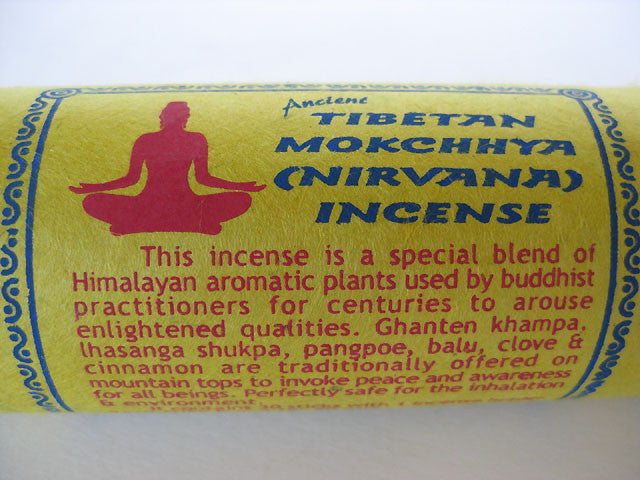 Ancient
TIBETAN
MOKCHHYA
(NIRVANA)
INCENSE
This incense is a special blend of
Himalayan aromatic plants used by buddhist
practitioners for centuries to arouse
enlightened qualities. Ghanten khampa,
lhasanga shukpa, pangpoe, balu, clove &
cinnamon are traditionally offered on
mountain tops to invoke peace and awareness
for all beings. Perfectly safe for the inhalation
& environment.